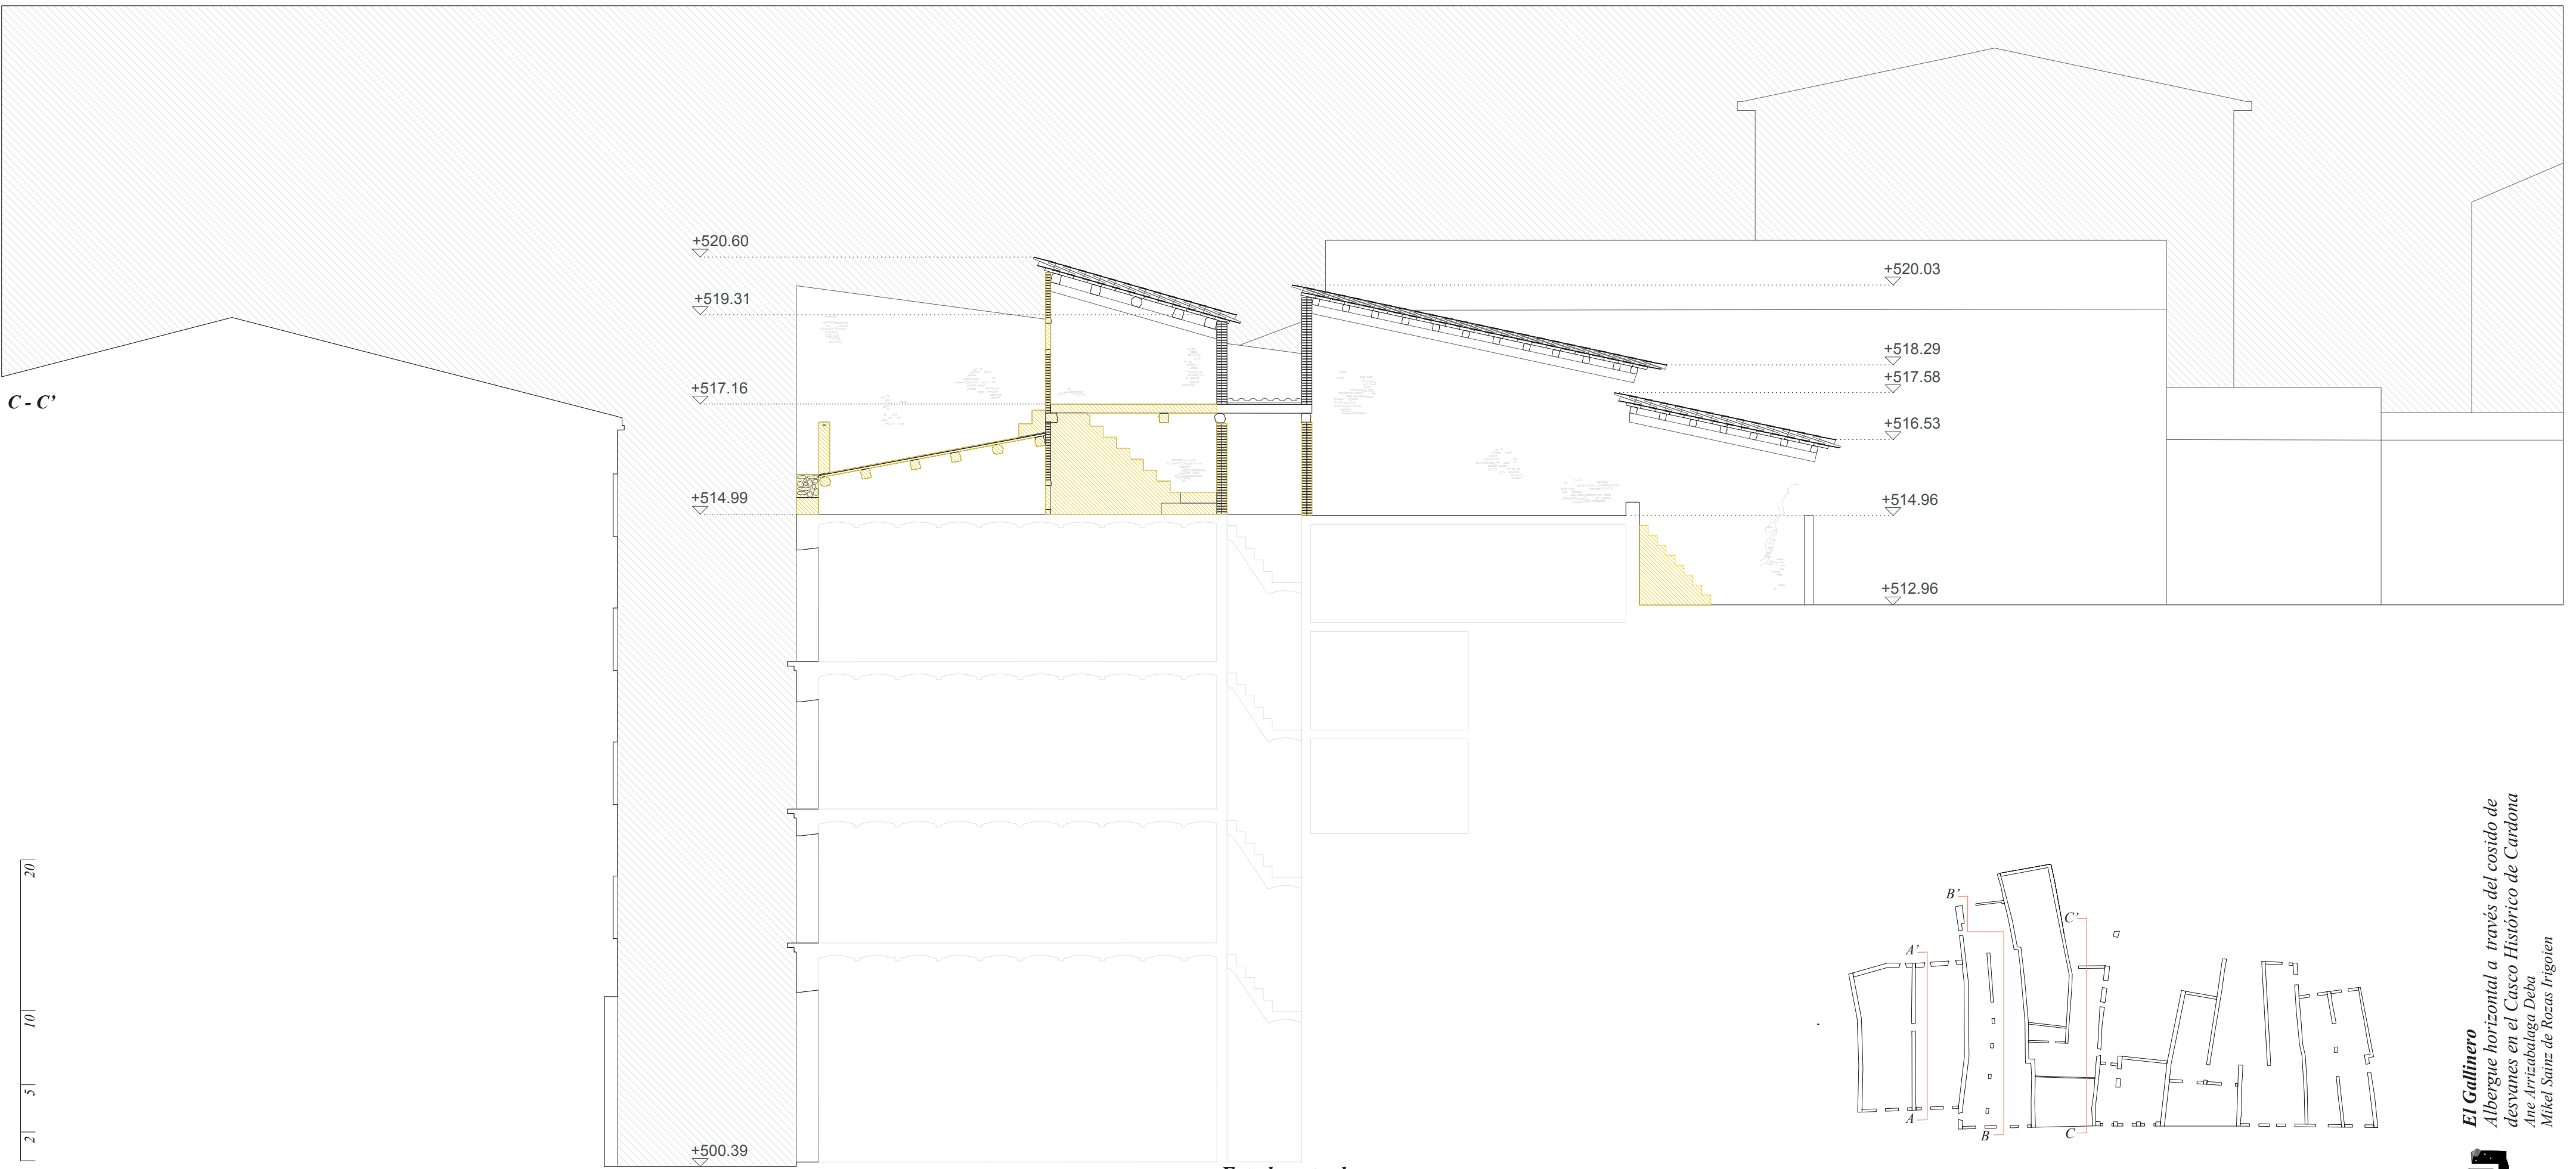 +520.60
+520.03
+519.31
+518.29
+517.58
+517.16
C - C’
+516.53
+514.99
+514.96
+512.96
20
10
5
2
+500.39
B’
C’
A’
A
B
C
El Gallinero
Albergue horizontal a través del cosido de
desvanes en el Casco Histórico de Cardona
Ane Arrizabalaga Deba
Mikel Sainz de Rozas Irigoien